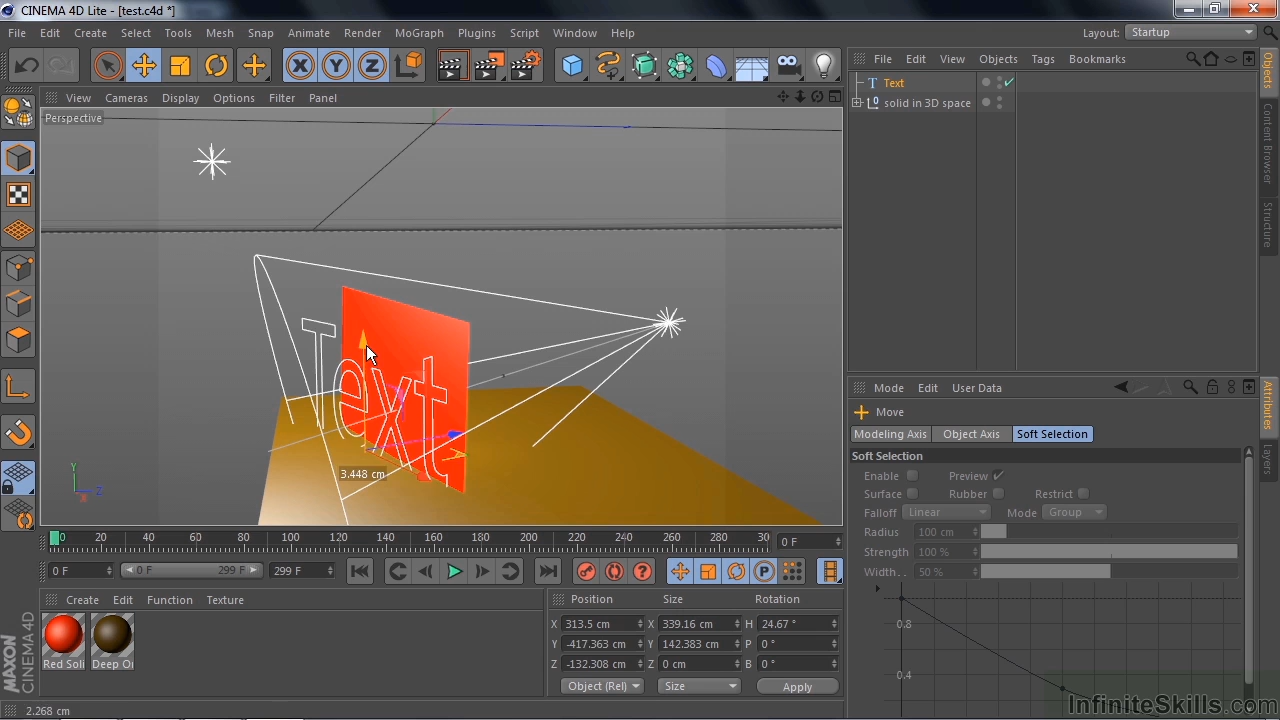 CINEMA 4D Lite - [test.c4d *]
File Edit Create Select Tools Mesh Snap Animate Render MoGraph Plugins Script Window Help
Layout: Startup
View Cameras Display Options Filter Panel
Perspective
File Edit View Objects Tags Bookmarks
Text
solid in 3D space
Objects
Content Browser
Structure
Text
3.448 cm
Y
Z
X
Mode Edit User Data
Move
Modeling Axis Object Axis Soft Selection
Soft Selection
Enable Preview
Surface Rubber Restrict
Falloff Linear Mode Group
Radius 100 cm
Strength 100 %
Width.. 50 %
0.8
0.4
Attributes
Layers
0 20 40 60 80 100 120 140 160 180 200 220 240 260 280 30 0 F
0 F 0 F 299 F 299 F
Create Edit Function Texture
Red Soli Deep Or
Position Size Rotation
X 313.5 cm X 339.16 cm H 24.67 °
Y -417.363 cm Y 142.383 cm P 0 °
Z -132.308 cm Z 0 cm B 0 °
Object (Rel) Size Apply
MAXON
CINEMA 4D
2.268 cm
InfiniteSkills.com